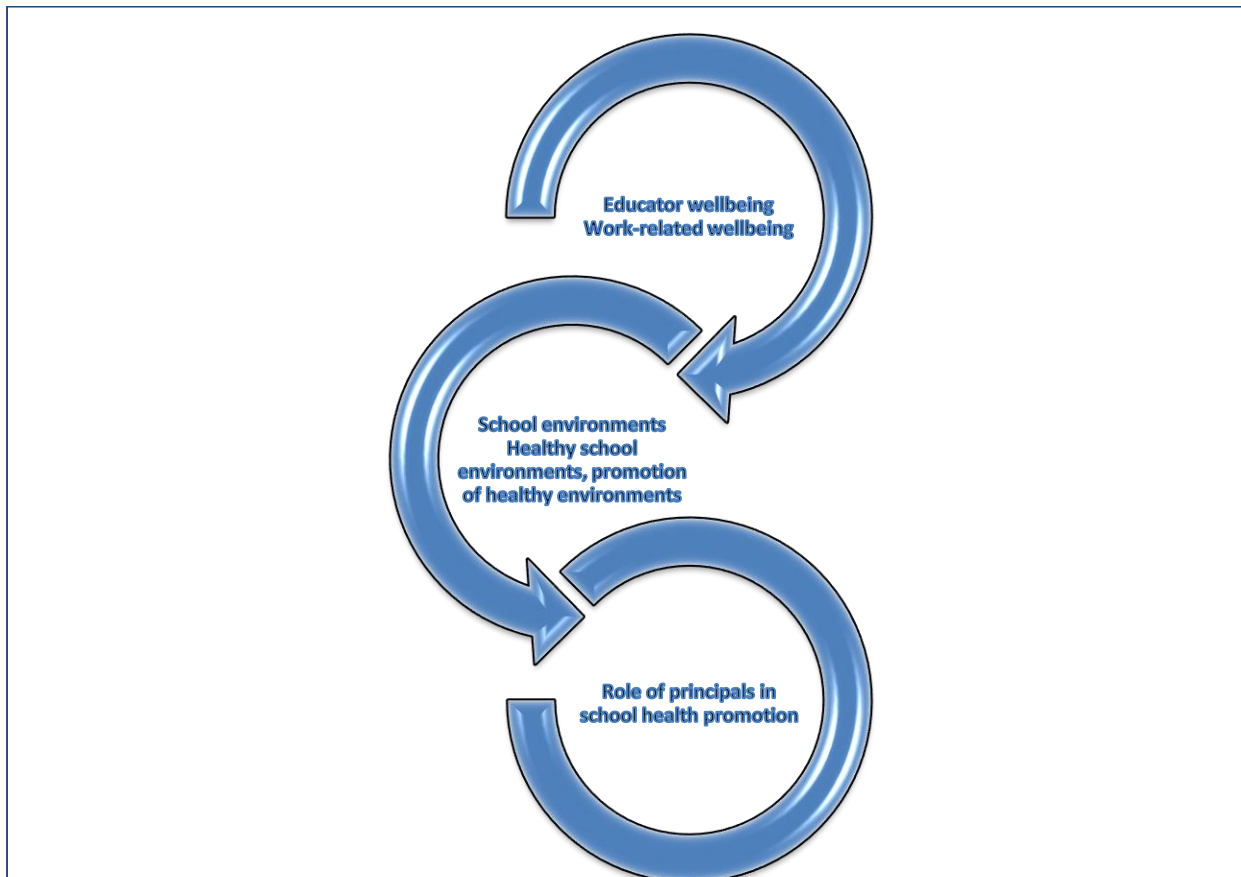 Educator wellbeing
Work-related wellbeing
School environments
Healthy school
environments, promotion
of healthy environments
Role of principals in
school health promotion